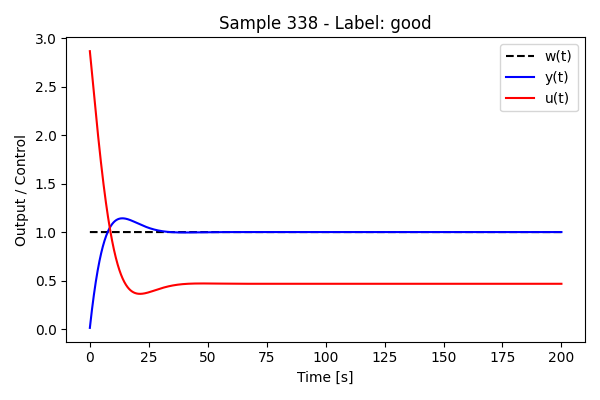 Sample 338 - Label: good
w(t)
y(t)
u(t)
Output / Control
3.0
2.5
2.0
1.5
1.0
0.5
0.0
0 25 50 75 100 125 150 175 200
Time [s]